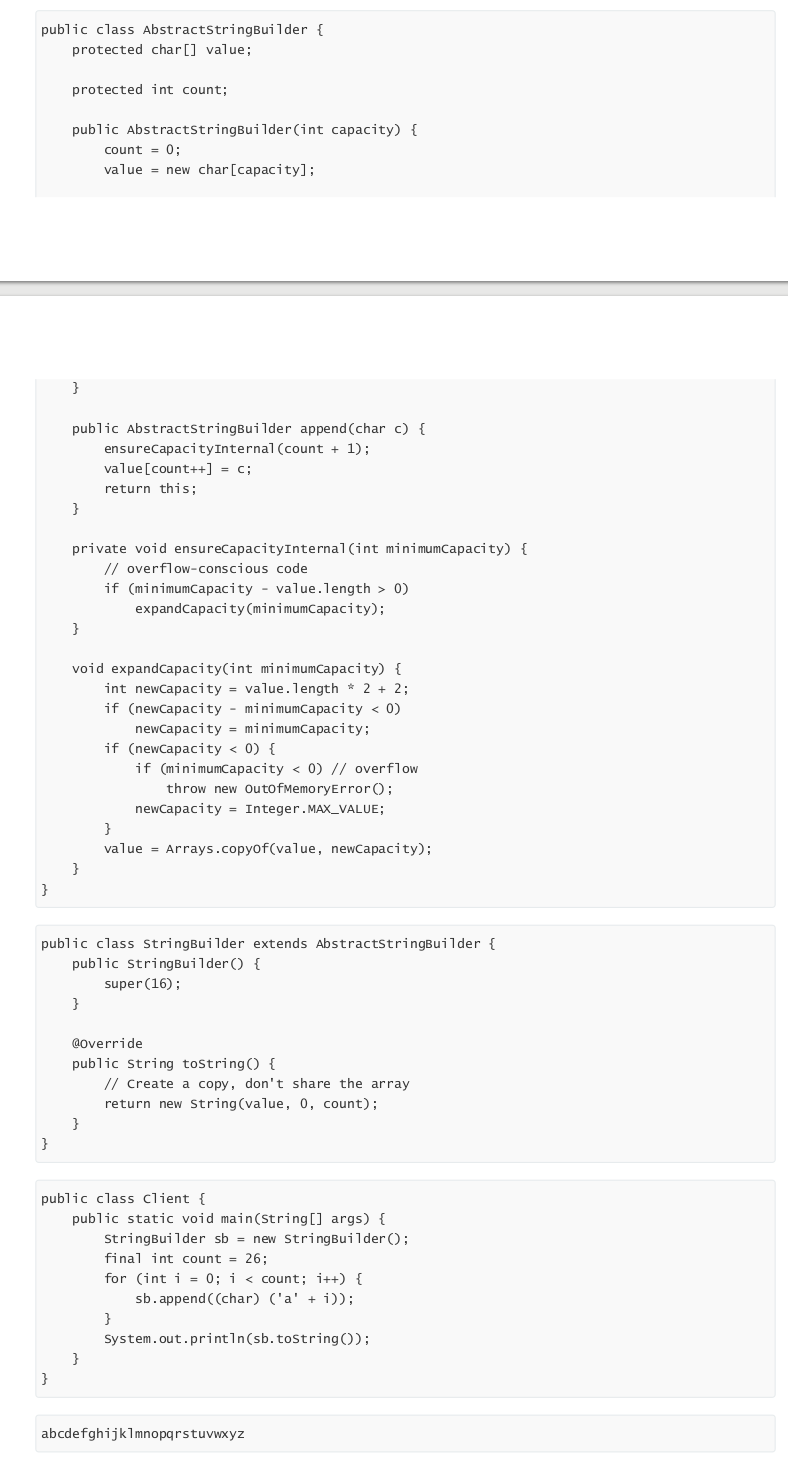 public class AbstractStringBuilder {
    protected char[] value;

    protected int count;

    public AbstractStringBuilder(int capacity) {
        count = 0;
        value = new char[capacity];

    }

    public AbstractStringBuilder append(char c) {
        ensureCapacityInternal(count + 1);
        value[count++] = c;
        return this;
    }

    private void ensureCapacityInternal(int minimumCapacity) {
        // overflow-conscious code
        if (minimumCapacity - value.length > 0)
            expandCapacity(minimumCapacity);
    }

    void expandCapacity(int minimumCapacity) {
        int newCapacity = value.length * 2 + 2;
        if (newCapacity - minimumCapacity < 0)
            newCapacity = minimumCapacity;
        if (newCapacity < 0) {
            if (minimumCapacity < 0) // overflow
                throw new OutOfMemoryError();
            newCapacity = Integer.MAX_VALUE;
        }
        value = Arrays.copyOf(value, newCapacity);
    }
}

public class StringBuilder extends AbstractStringBuilder {
    public StringBuilder() {
        super(16);
    }

    @Override
    public String toString() {
        // Create a copy, don't share the array
        return new String(value, 0, count);
    }
}

public class Client {
    public static void main(String[] args) {
        StringBuilder sb = new StringBuilder();
        final int count = 26;
        for (int i = 0; i < count; i++) {
            sb.append((char) ('a' + i));
        }
        System.out.println(sb.toString());
    }
}

abcdefghijklmnopqrstuvwxyz